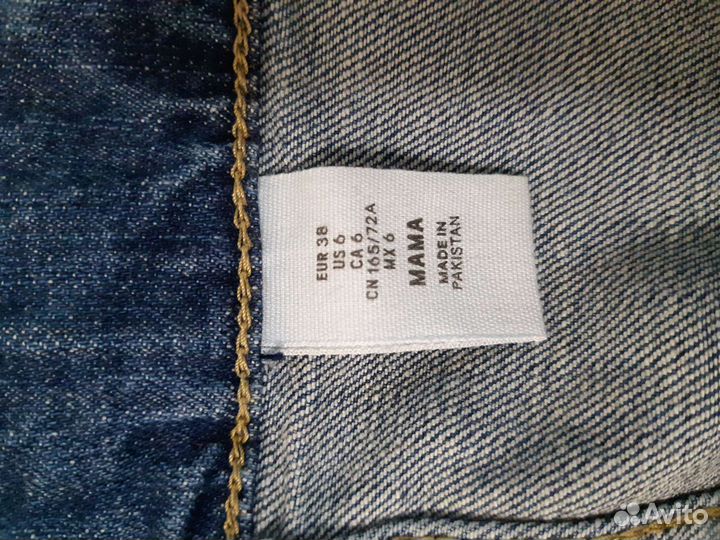 EUR 38
US 6
CA 6
CN 165/72A
MX 6
MAMA
MADE IN
PAKISTAN
Avito